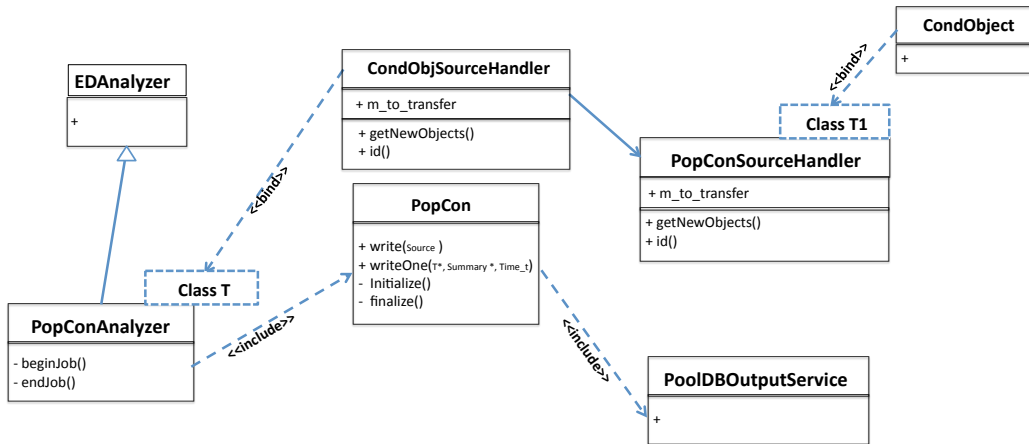 CondObject
+
<<bind>>
Class T1
CondObjSourceHandler
+ m_to_transfer
+ getNewObjects()
+ id()
EDAnalyzer
+
<<bind>>
PopConSourceHandler
+ m_to_transfer
+ getNewObjects()
+ id()
PopCon
+ write(Source )
+ writeOne(T*, Summary *, Time_t)
- Initialize()
- finalize()
Class T
PopConAnalyzer
- beginJob()
- endJob()
<<include>>
<<include>>
PoolDBOutputService
+